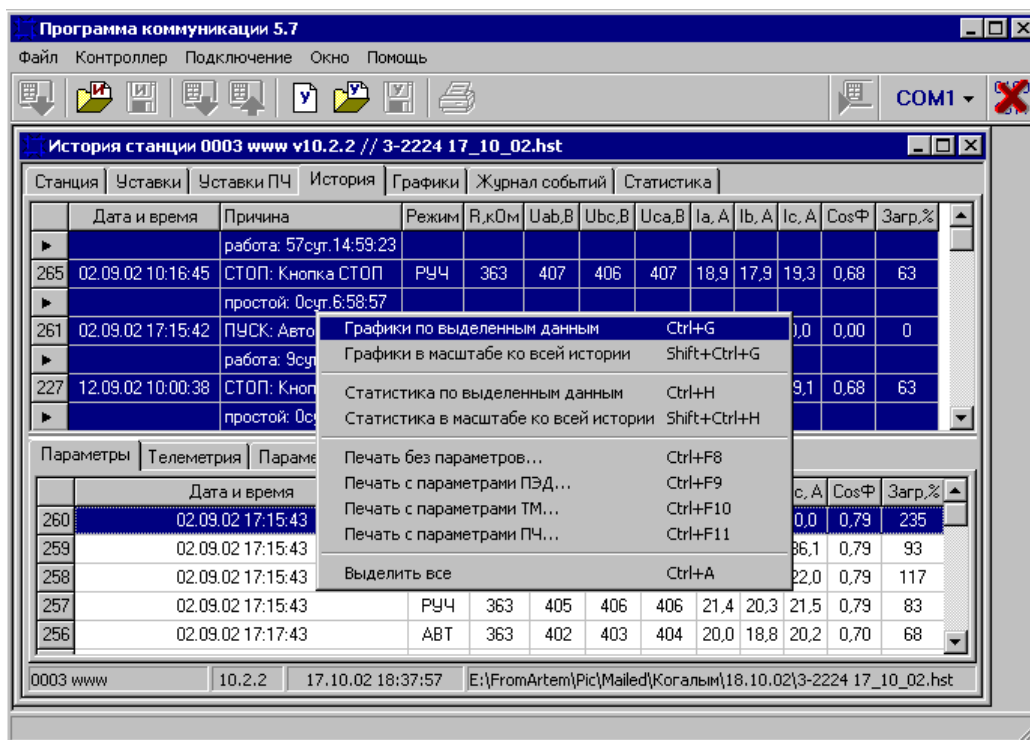 Программа коммуникации 5.7
Файл Контроллер Подключение Окно Помощь
COM1
История станции 0003 www v10.2.2 // 3-2224 17_10_02.hst
Станция Уставки Уставки ПЧ История Графики Журнал событий Статистика
Дата и время Причина Режим R,кОм Uab,В Ubc,В Uca,В Ia, А Ib, А Ic, А CosФ Загр,%
работа: 57сут.14:59:23
265 02.09.02 10:16:45 СТОП: Кнопка СТОП РУЧ 363 407 406 407 18,9 17,9 19,3 0,68 63
простой: 0сут.6:58:57
261 02.09.02 17:15:42 ПУСК: Авто 0,00 0
работа: 9сут
227 12.09.02 10:00:38 СТОП: Кноп 9,1 0,68 63
простой: 0с
Графики по выделенным данным Ctrl+G
Графики в масштабе ко всей истории Shift+Ctrl+G
Статистика по выделенным данным Ctrl+H
Статистика в масштабе ко всей истории Shift+Ctrl+H
Печать без параметров... Ctrl+F8
Печать с параметрами ПЭД... Ctrl+F9
Печать с параметрами ТМ... Ctrl+F10
Печать с параметрами ПЧ... Ctrl+F11
Выделить все Ctrl+A
Параметры Телеметрия Параме
Дата и время c, А CosФ Загр,%
260 02.09.02 17:15:43 0,0 0,79 235
259 02.09.02 17:15:43 36,1 0,79 93
258 02.09.02 17:15:43 22,0 0,79 117
257 02.09.02 17:15:43 РУЧ 363 405 406 406 21,4 20,3 21,5 0,79 83
256 02.09.02 17:17:43 АВТ 363 402 403 404 20,0 18,8 20,2 0,70 68
0003 www 10.2.2 17.10.02 18:37:57 E:\FromArtem\Pic\Mailed\Когалым\18.10.02\3-2224 17_10_02.hst